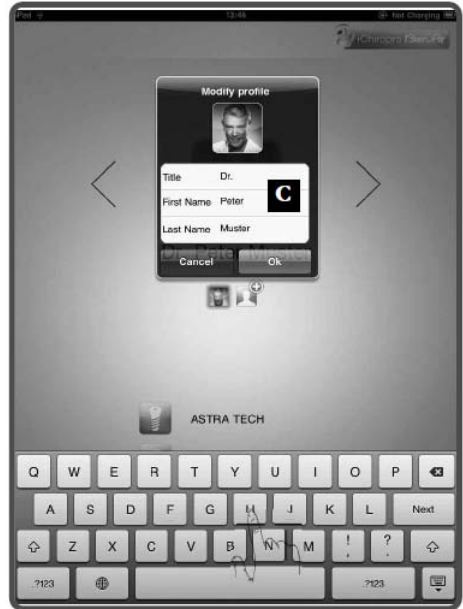 iPad 13:46 Not Charging
iChiropro
Modify profile
Title Dr.
First Name Peter
C
Last Name Muster
Dr. Peter Muster
Cancel Ok
ASTRA TECH
Q W E R T Y U I O P
A S D F G H J K L Next
Z X C V B N M ! , ? .
.?123 .?123